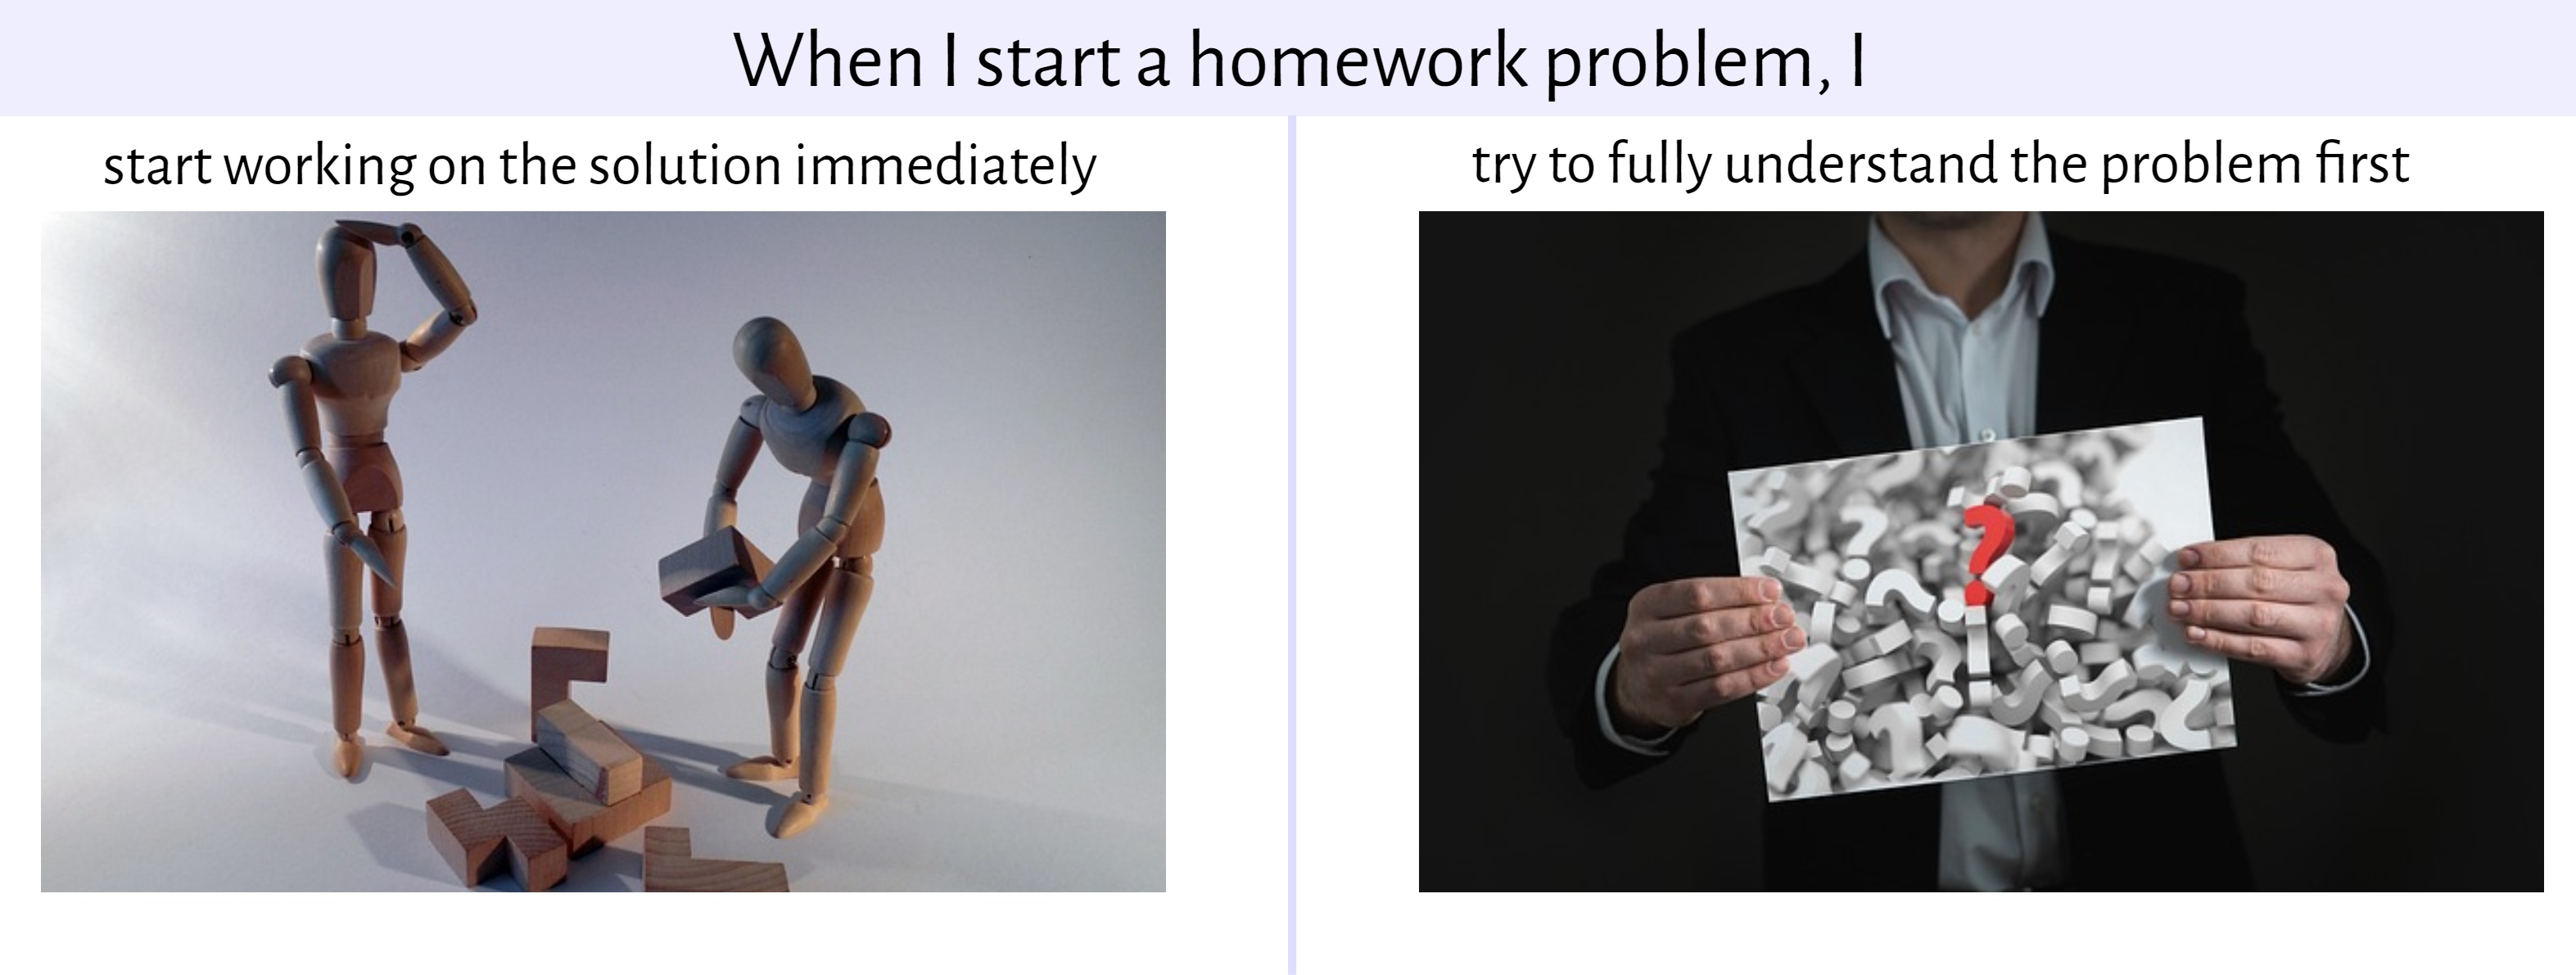 When I start a homework problem, I
start working on the solution immediately
try to fully understand the problem first